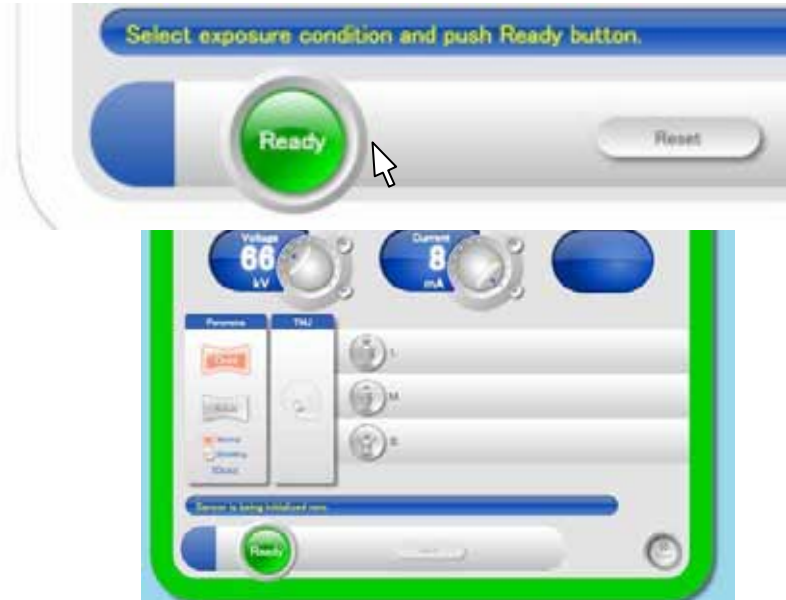 Select exposure condition and push Ready button.
Ready
Reset
Voltage
66
kV
Current
8
mA
Panorama
TMJ
Child
L
M
S
Sensor is being initialized now.
Ready